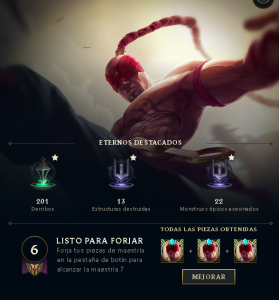 ETERNOS DESTACADOS
201
Derribos
13
Estructuras destruidas
22
Monstruos épicos asesinados
TODAS LAS PIEZAS OBTENIDAS
6
LISTO PARA FORJAR
Forja tus piezas de maestría
en la pestaña de botín para
alcanzar la maestría 7
+ +
MEJORAR